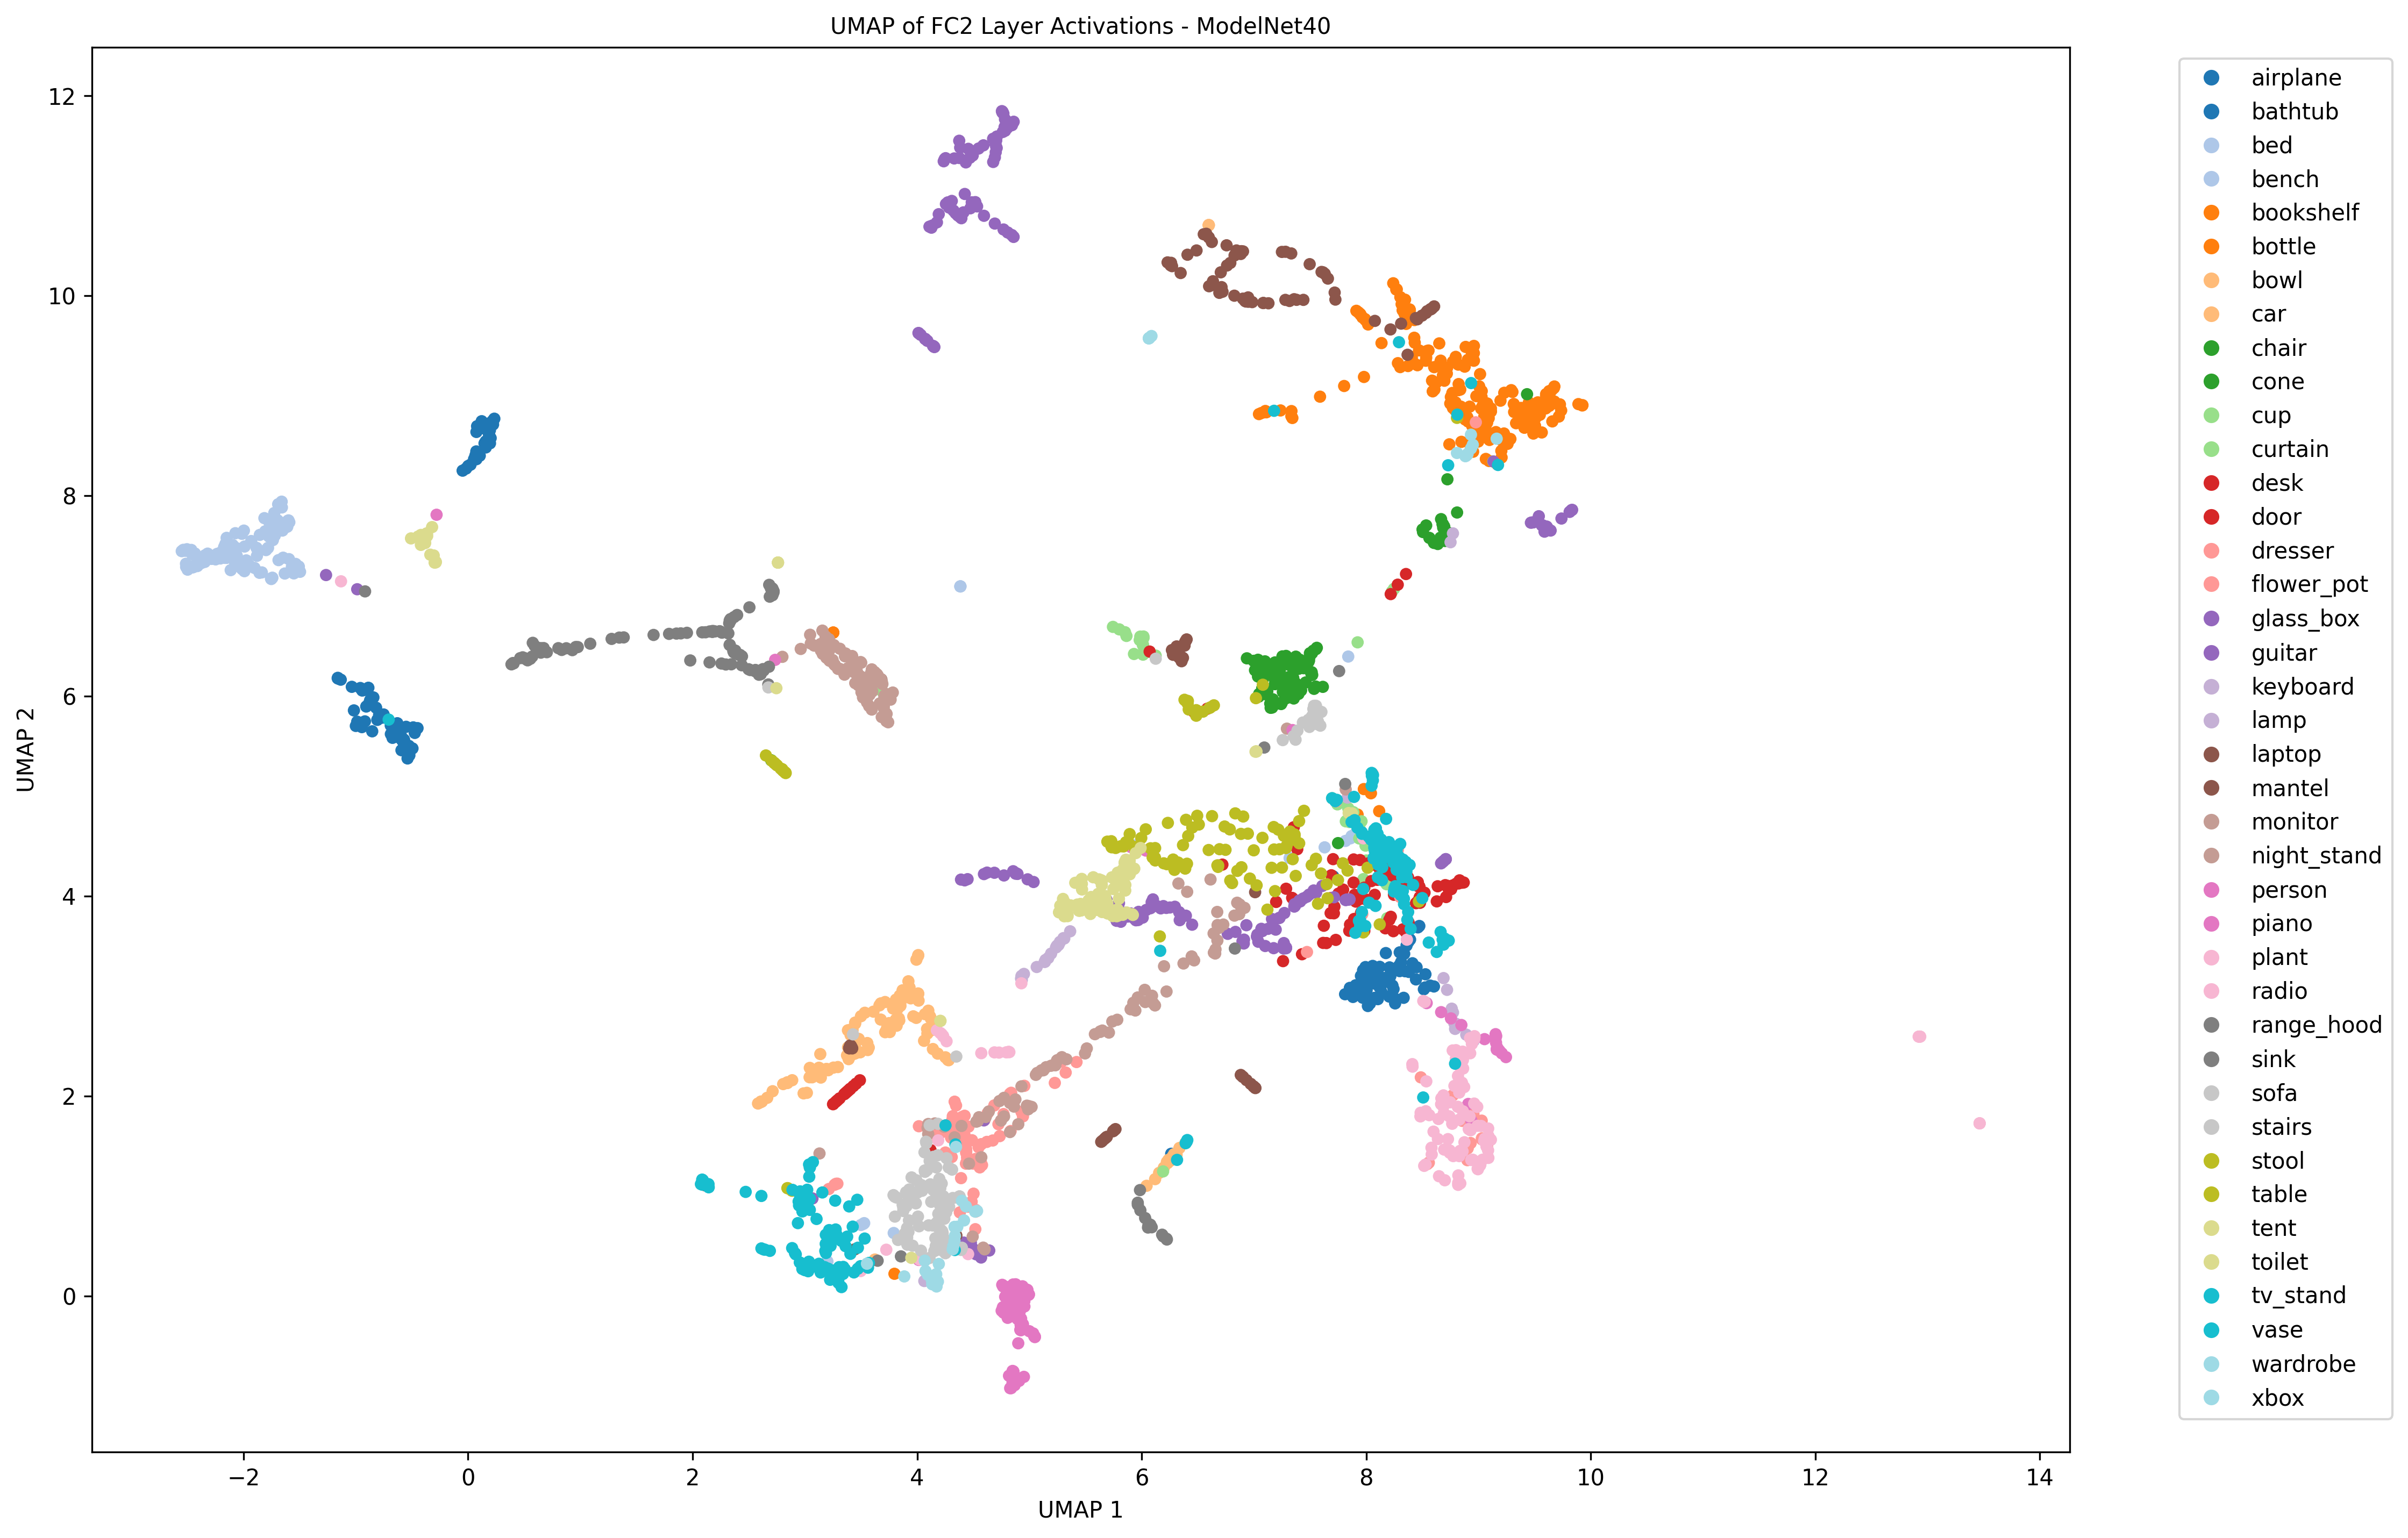 UMAP of FC2 Layer Activations - ModelNet40
12
10
8
6
4
2
0
UMAP 2
−2
0
2
4
6
8
10
12
14
UMAP 1
airplane
bathtub
bed
bench
bookshelf
bottle
bowl
car
chair
cone
cup
curtain
desk
door
dresser
flower_pot
glass_box
guitar
keyboard
lamp
laptop
mantel
monitor
night_stand
person
piano
plant
radio
range_hood
sink
sofa
stairs
stool
table
tent
toilet
tv_stand
vase
wardrobe
xbox